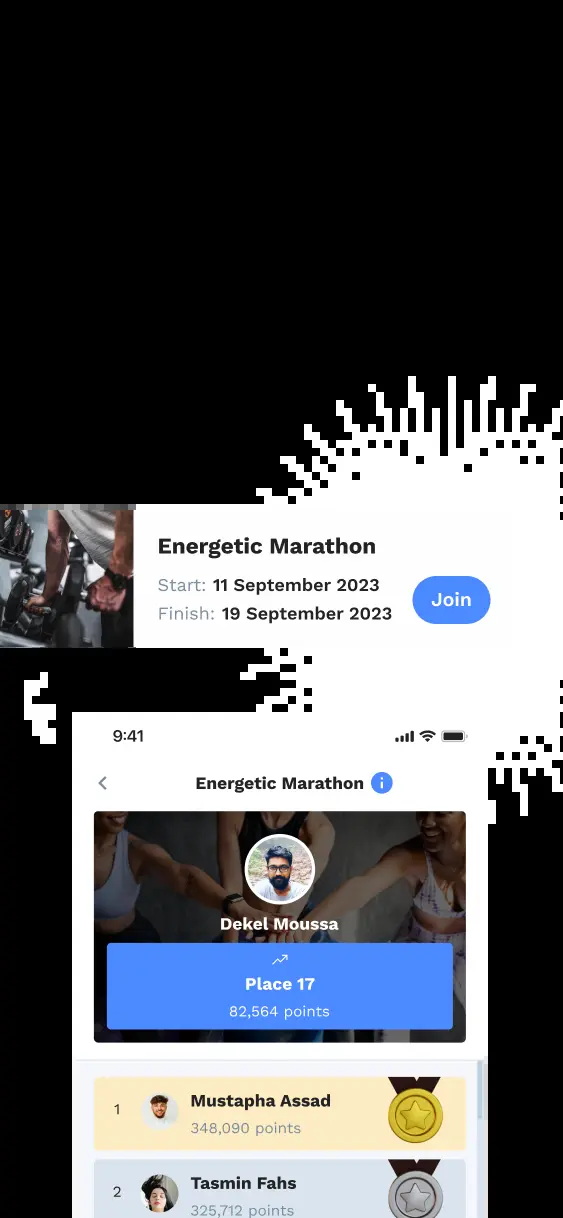 Energetic Marathon
Start: 11 September 2023
Finish: 19 September 2023
Join
9:41
Energetic Marathon
Dekel Moussa
Place 17
82,564 points
1
Mustapha Assad
348,090 points
2
Tasmin Fahs
325,712 points